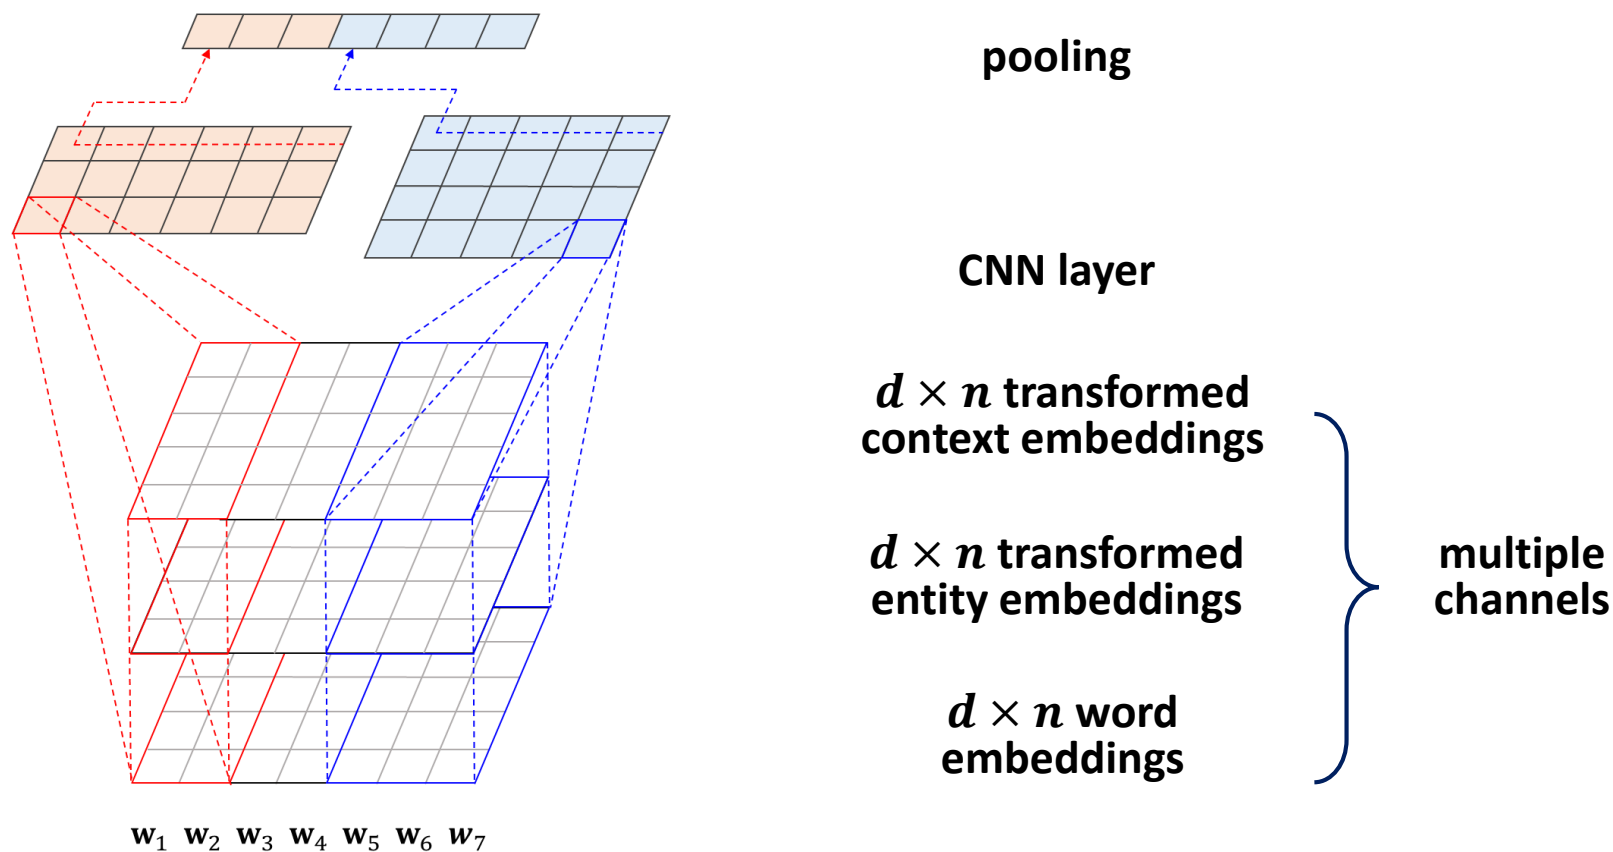 pooling
CNN layer
d × n transformed
context embeddings
d × n transformed
entity embeddings
multiple
channels
d × n word
embeddings
w₁ w₂ w₃ w₄ w₅ w₆ w₇